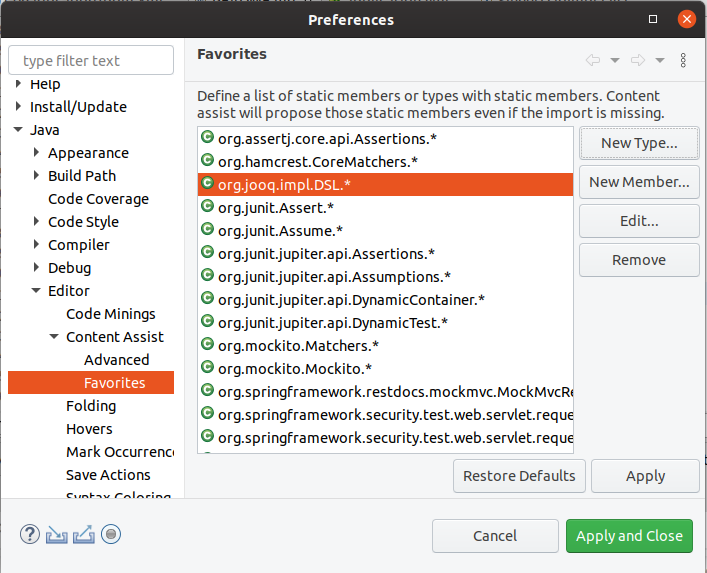 Preferences
type filter text
Help
Install/Update
Java
Appearance
Build Path
Code Coverage
Code Style
Compiler
Debug
Editor
Code Minings
Content Assist
Advanced
Favorites
Folding
Hovers
Mark Occurrenc
Save Actions
Syntax Coloring
Favorites
Define a list of static members or types with static members. Content
assist will propose those static members even if the import is missing.
org.assertj.core.api.Assertions.*
org.hamcrest.CoreMatchers.*
org.jooq.impl.DSL.*
org.junit.Assert.*
org.junit.Assume.*
org.junit.jupiter.api.Assertions.*
org.junit.jupiter.api.Assumptions.*
org.junit.jupiter.api.DynamicContainer.*
org.junit.jupiter.api.DynamicTest.*
org.mockito.Matchers.*
org.mockito.Mockito.*
org.springframework.restdocs.mockmvc.MockMvcRe
org.springframework.security.test.web.servlet.reque
org.springframework.security.test.web.servlet.reque
New Type...
New Member...
Edit...
Remove
Restore Defaults
Apply
Cancel
Apply and Close